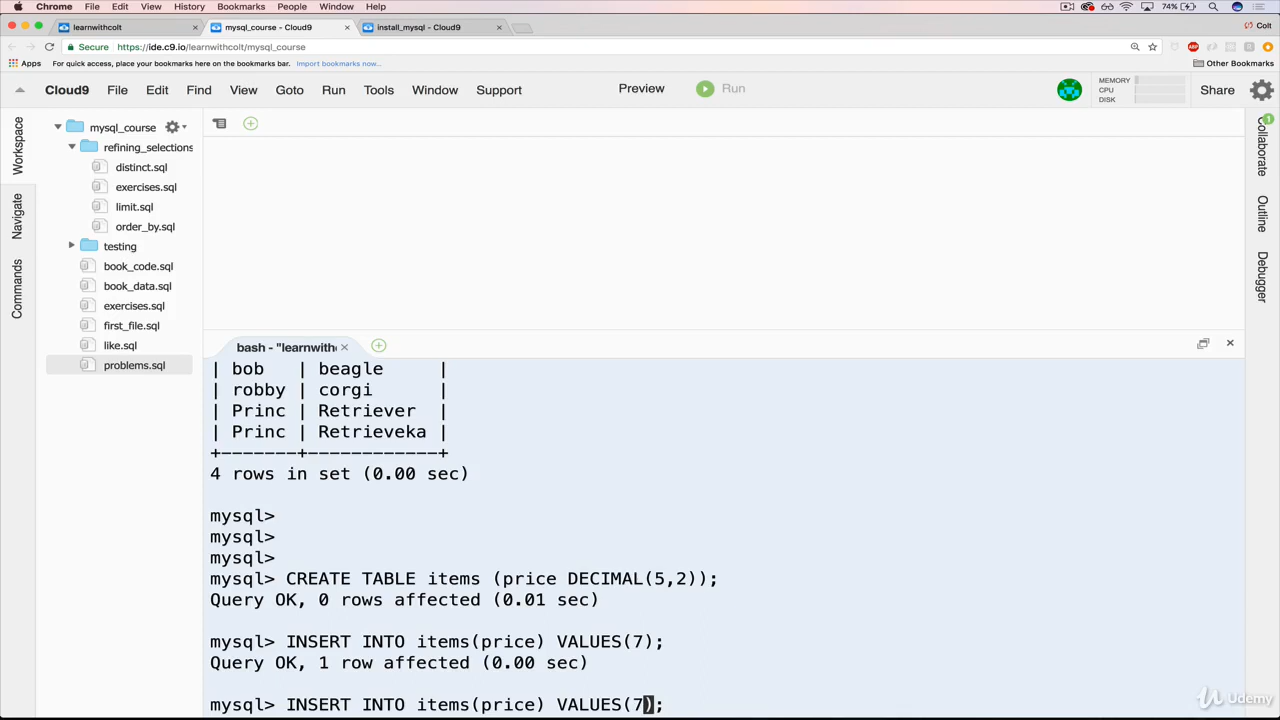 Chrome File Edit View History Bookmarks People Window Help 74%
learnwithcolt mysql_course - Cloud9 install_mysql - Cloud9 Colt
Secure https://ide.c9.io/learnwithcolt/mysql_course
Apps For quick access, place your bookmarks here on the bookmarks bar. Import bookmarks now... Other Bookmarks
Cloud9 File Edit Find View Goto Run Tools Window Support Preview Run MEMORY CPU DISK Share
Workspace
Navigate
Commands
mysql_course
refining_selections
distinct.sql
exercises.sql
limit.sql
order_by.sql
testing
book_code.sql
book_data.sql
exercises.sql
first_file.sql
like.sql
problems.sql
Collaborate
1
Outline
Debugger
bash - "learnwith
| bob | beagle |
| robby | corgi |
| Princ | Retriever |
| Princ | Retrieveka |
+-------+------------+
4 rows in set (0.00 sec)
mysql>
mysql>
mysql>
mysql> CREATE TABLE items (price DECIMAL(5,2));
Query OK, 0 rows affected (0.01 sec)
mysql> INSERT INTO items(price) VALUES(7);
Query OK, 1 row affected (0.00 sec)
mysql> INSERT INTO items(price) VALUES(7);
Udemy